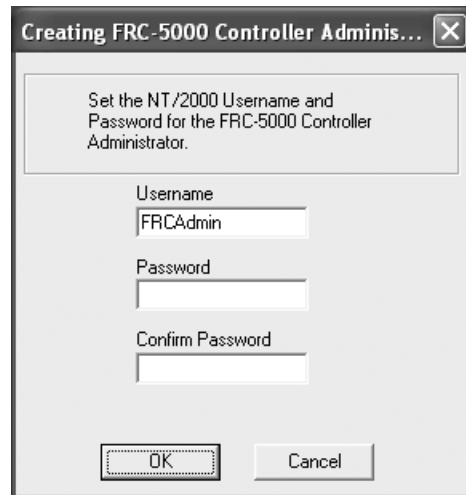 Creating FRC-5000 Controller Adminis...
Set the NT/2000 Username and
Password for the FRC-5000 Controller
Administrator.
Username
FRCAdmin
Password
Confirm Password
OK
Cancel